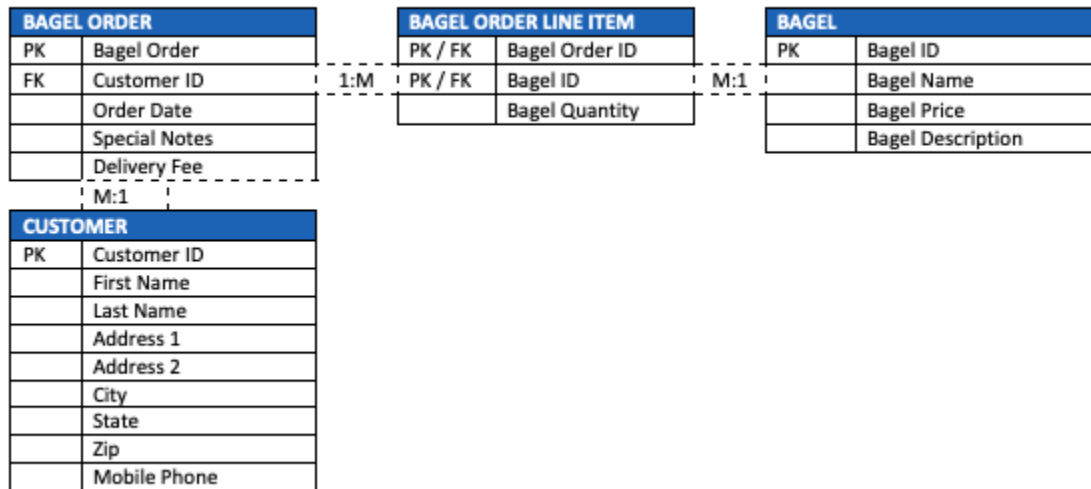 BAGEL ORDER
PK Bagel Order
FK Customer ID
Order Date
Special Notes
Delivery Fee
1:M
BAGEL ORDER LINE ITEM
PK / FK Bagel Order ID
PK / FK Bagel ID
Bagel Quantity
M:1
BAGEL
PK Bagel ID
Bagel Name
Bagel Price
Bagel Description
M:1
CUSTOMER
PK Customer ID
First Name
Last Name
Address 1
Address 2
City
State
Zip
Mobile Phone